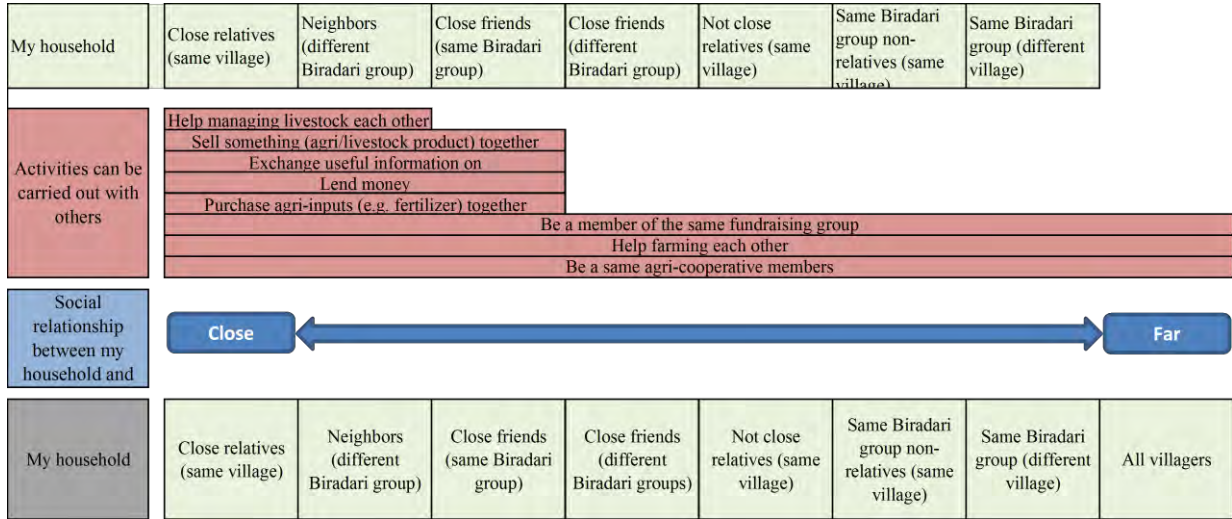 My household
Close relatives
(same village)
Neighbors
(different
Biradari group)
Close friends
(same Biradari
group)
Close friends
(different
Biradari group)
Not close
relatives (same
village)
Same Biradari
group non-
relatives (same
village)
Same Biradari
group (different
village)
Activities can be
carried out with
others
Help managing livestock each other
Sell something (agri/livestock product) together
Exchange useful information on
Lend money
Purchase agri-inputs (e.g. fertilizer) together
Be a member of the same fundraising group
Help farming each other
Be a same agri-cooperative members
Social
relationship
between my
household and
Close
Far
My household
Close relatives
(same village)
Neighbors
(different
Biradari group)
Close friends
(same Biradari
group)
Close friends
(different
Biradari groups)
Not close
relatives (same
village)
Same Biradari
group non-
relatives (same
village)
Same Biradari
group (different
village)
All villagers